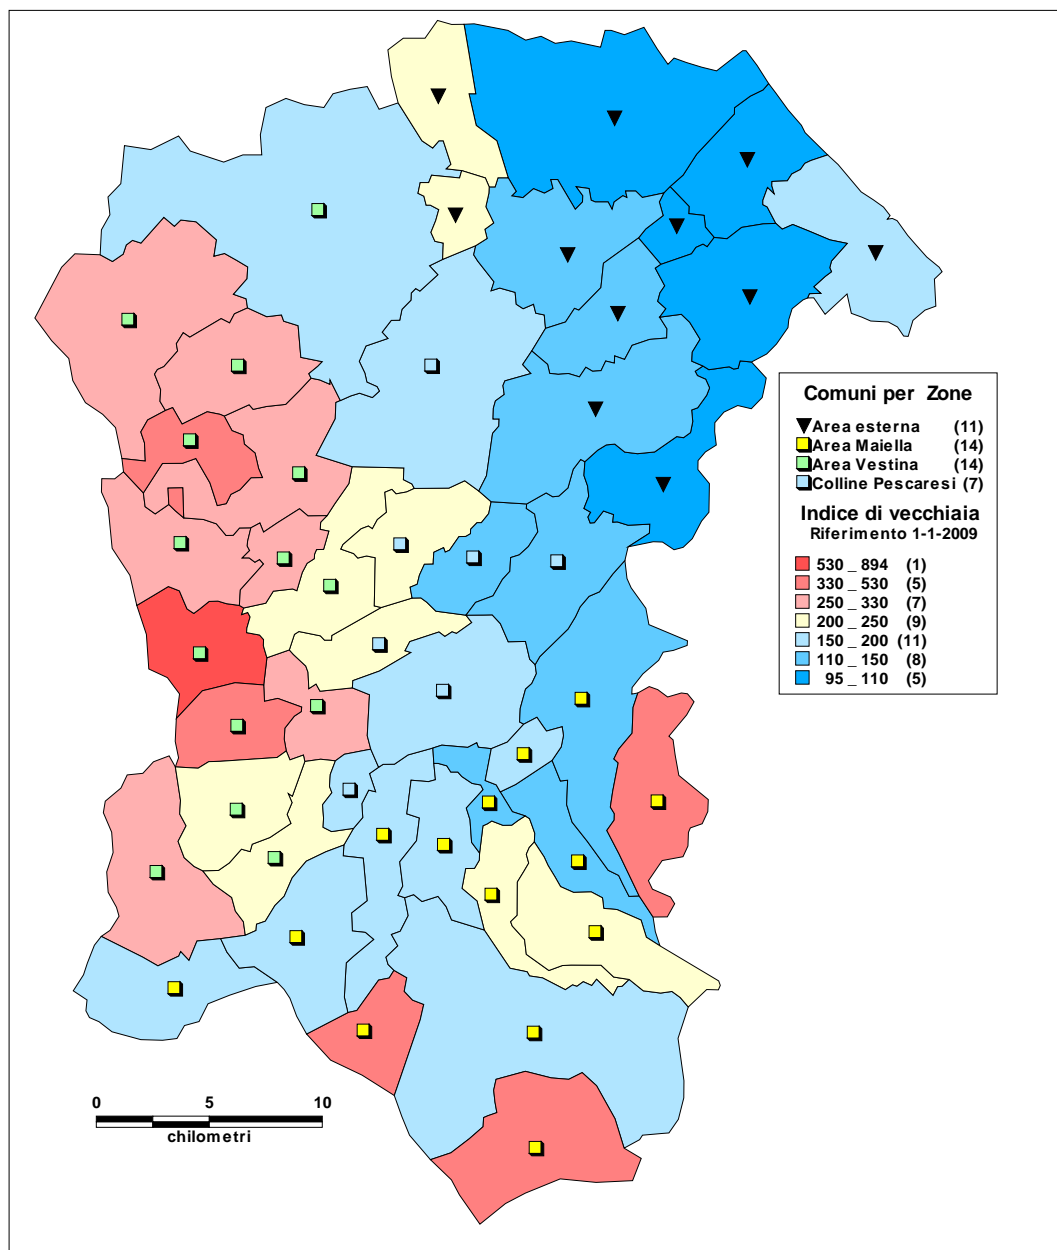 Comuni per Zone
Area esterna (11)
Area Maiella (14)
Area Vestina (14)
Colline Pescaresi (7)
Indice di vecchiaia
Riferimento 1-1-2009
530 _ 894 (1)
330 _ 530 (5)
250 _ 330 (7)
200 _ 250 (9)
150 _ 200 (11)
110 _ 150 (8)
95 _ 110 (5)
0 5 10
chilometri